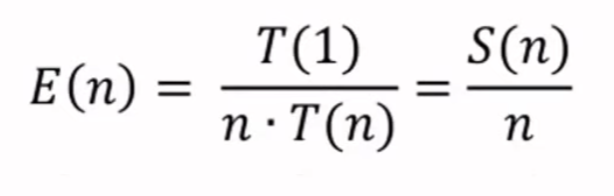 E(n) = T(1) / n · T(n) = S(n) / n